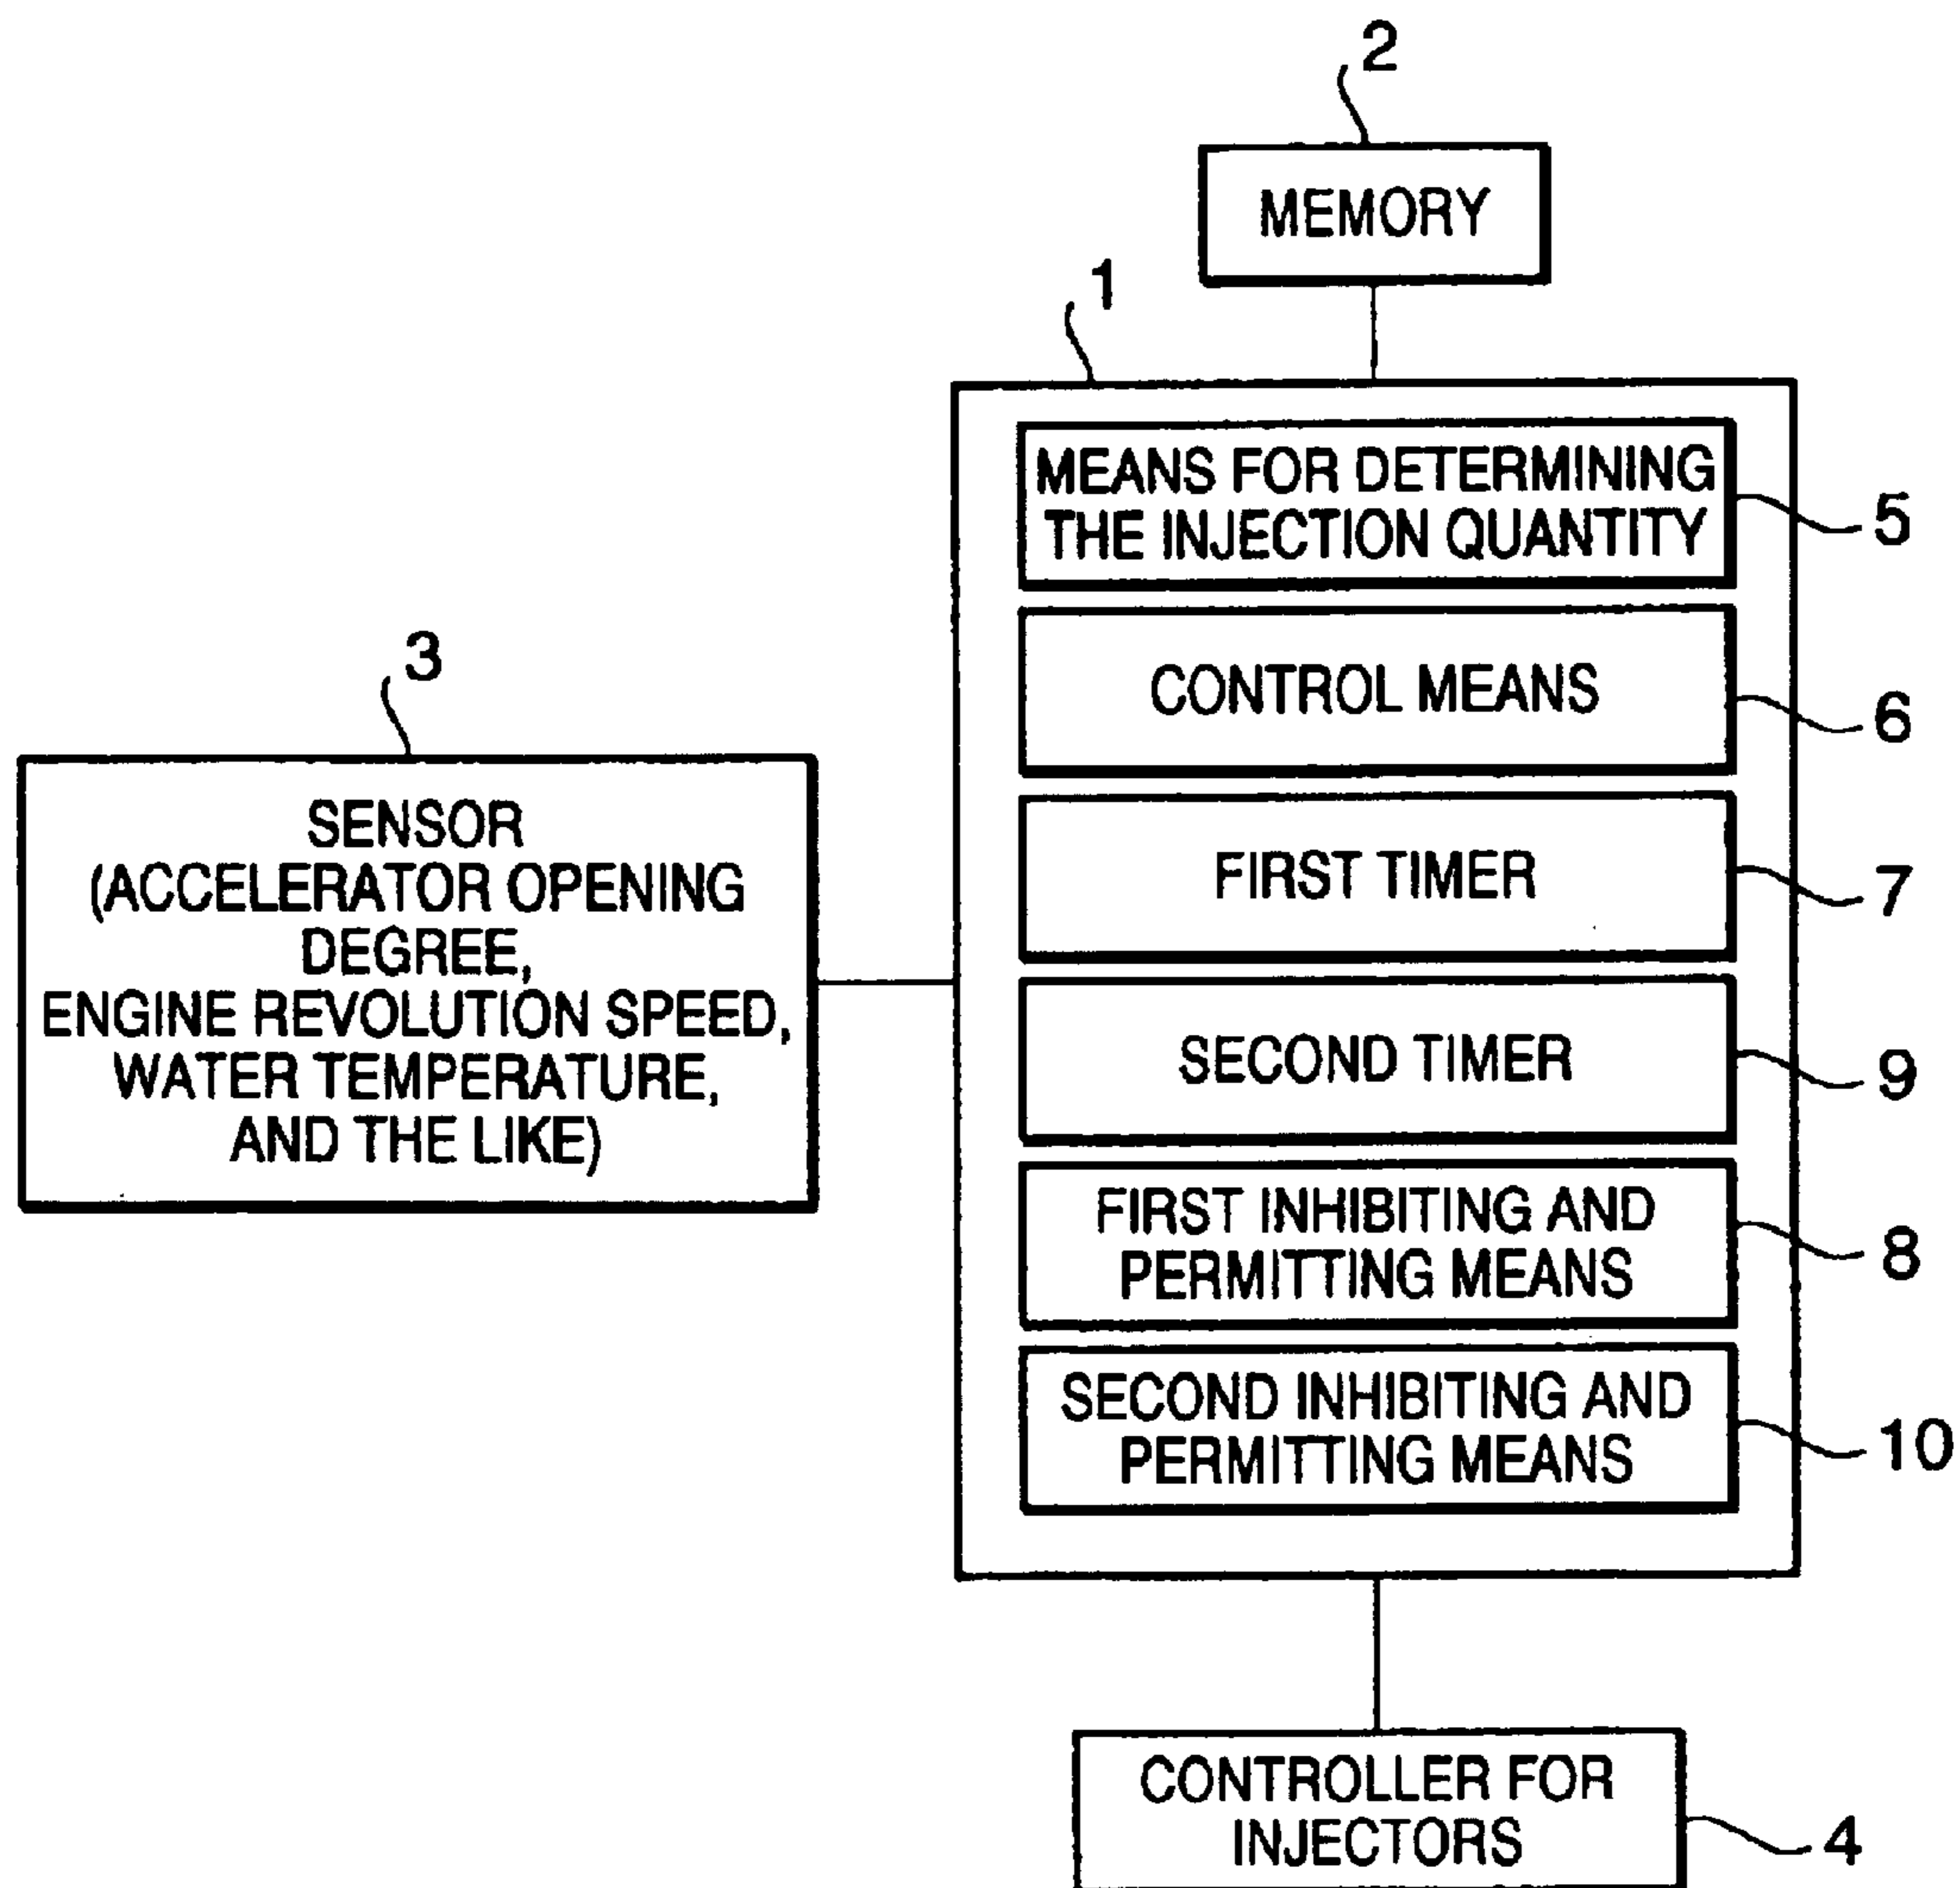 2
MEMORY
1
MEANS FOR DETERMINING
THE INJECTION QUANTITY
5
CONTROL MEANS
6
3
SENSOR
(ACCELERATOR OPENING
DEGREE,
ENGINE REVOLUTION SPEED,
WATER TEMPERATURE,
AND THE LIKE)
FIRST TIMER
7
SECOND TIMER
9
FIRST INHIBITING AND
PERMITTING MEANS
8
SECOND INHIBITING AND
PERMITTING MEANS
10
CONTROLLER FOR
INJECTORS
4